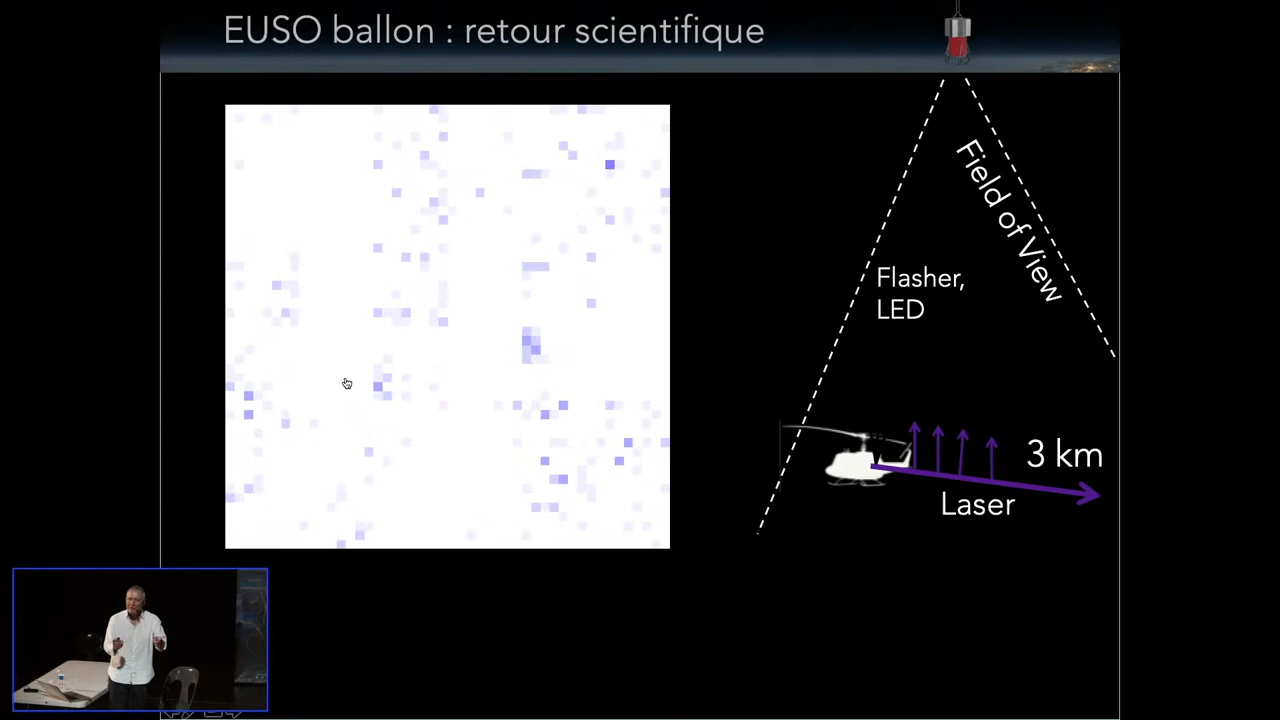 EUSO ballon : retour scientifique
Field of View
Flasher,
LED
3 km
Laser